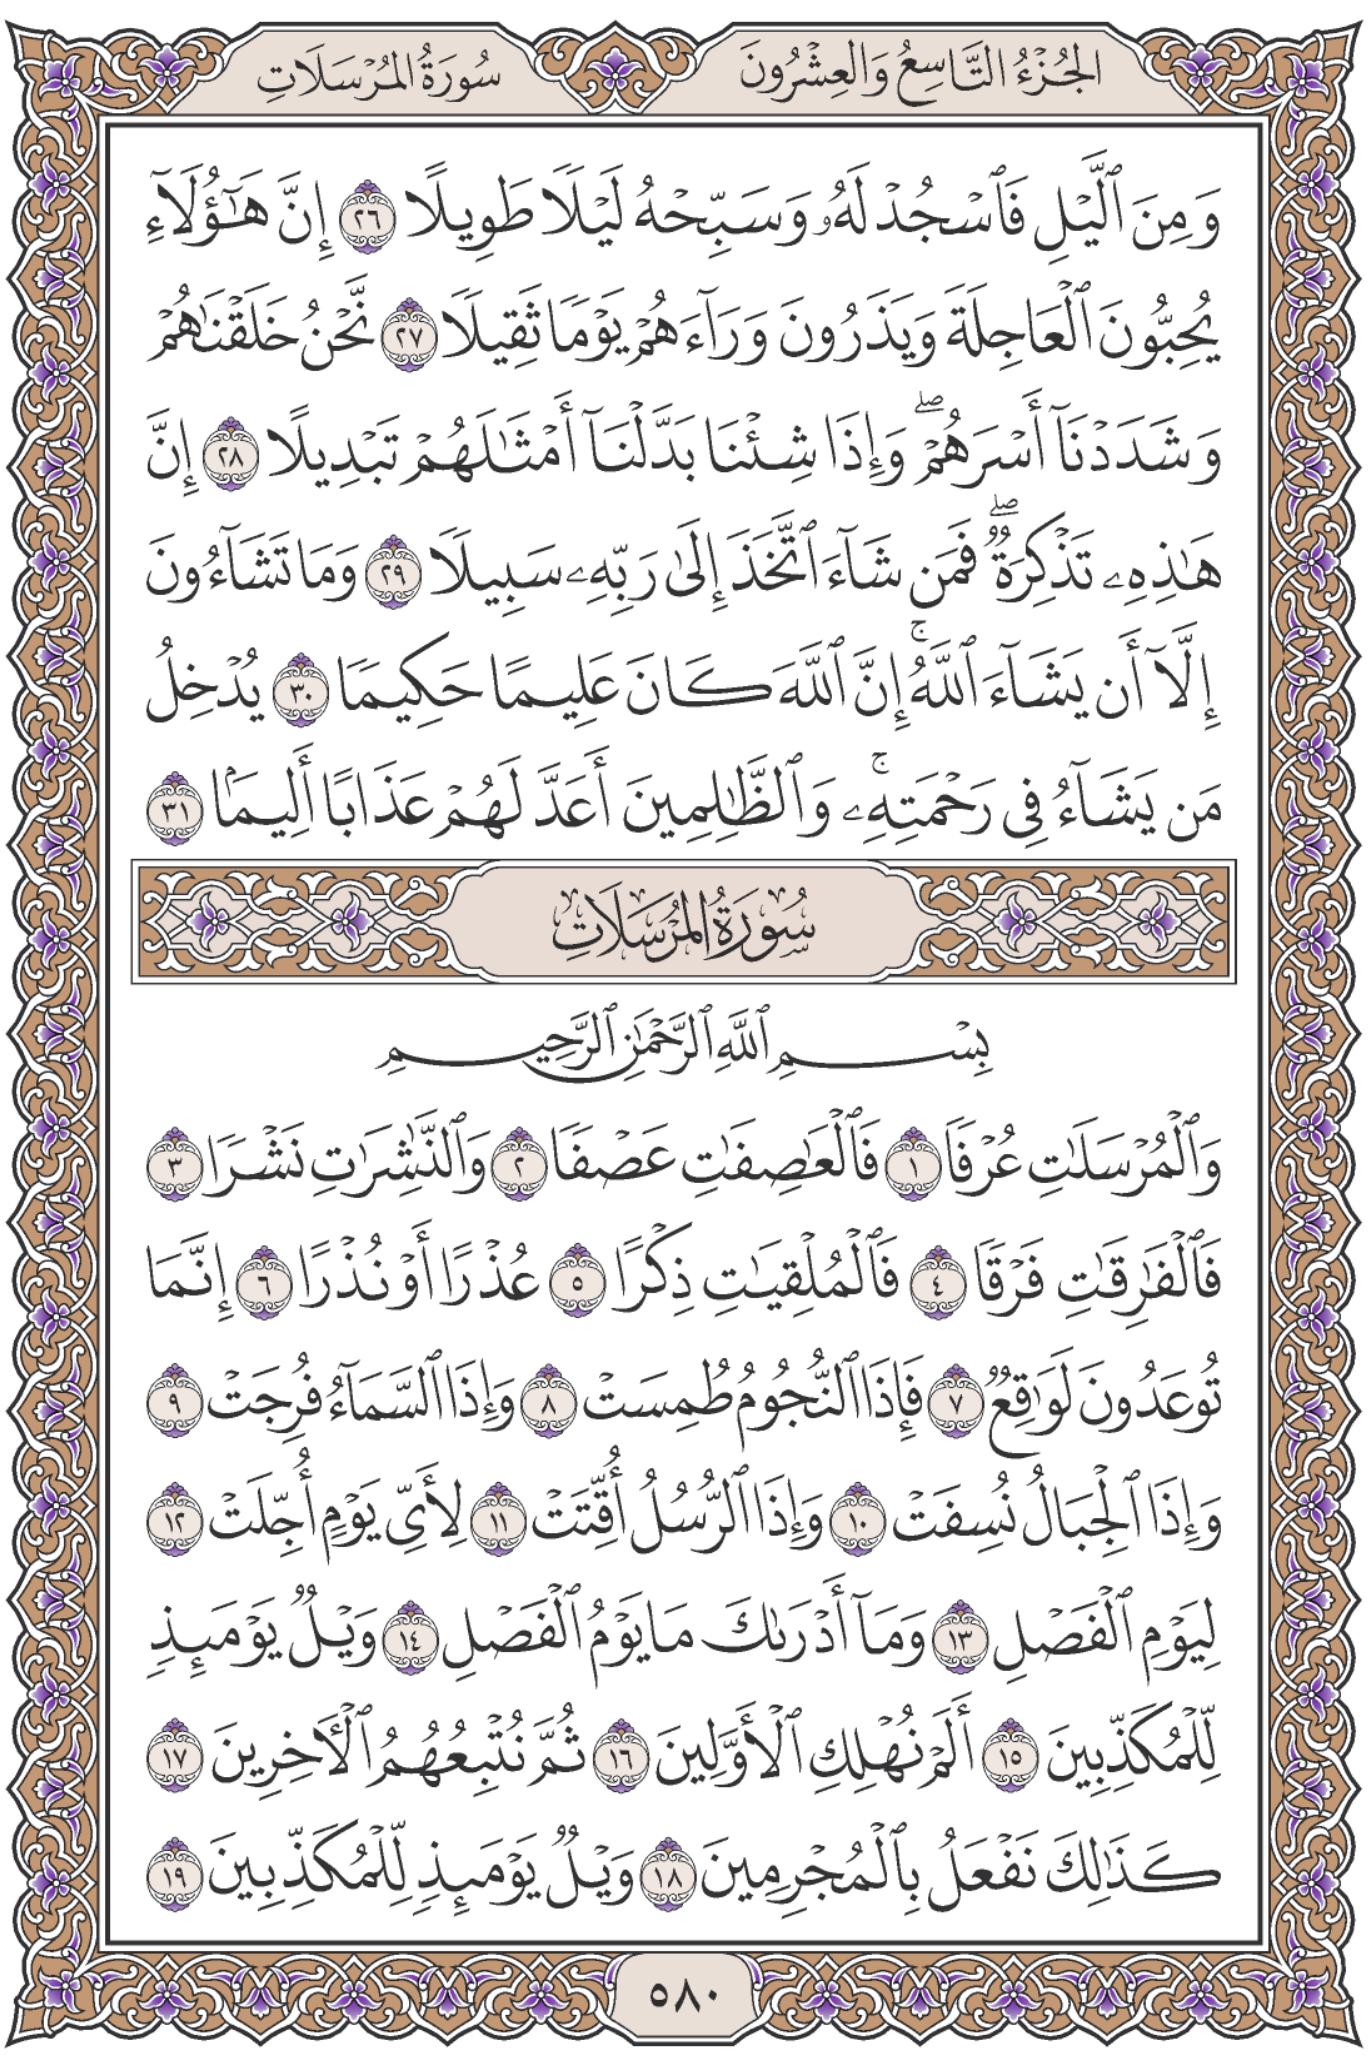 الجُزْءُ التَّاسِعُ وَالعِشْرُونَ
سُورَةُ المُرْسَلَاتِ
وَمِنَ ٱلَّيْلِ فَٱسْجُدْ لَهُۥ وَسَبِّحْهُ لَيْلًا طَوِيلًا ٢٦ إِنَّ هَٰٓؤُلَآءِ
يُحِبُّونَ ٱلْعَاجِلَةَ وَيَذَرُونَ وَرَآءَهُمْ يَوْمًا ثَقِيلًا ٢٧ نَّحْنُ خَلَقْنَٰهُمْ
وَشَدَدْنَآ أَسْرَهُمْۖ وَإِذَا شِئْنَا بَدَّلْنَآ أَمْثَٰلَهُمْ تَبْدِيلًا ٢٨ إِنَّ
هَٰذِهِۦ تَذْكِرَةٌۖ فَمَن شَآءَ ٱتَّخَذَ إِلَىٰ رَبِّهِۦ سَبِيلًا ٢٩ وَمَا تَشَآءُونَ
إِلَّآ أَن يَشَآءَ ٱللَّهُۚ إِنَّ ٱللَّهَ كَانَ عَلِيمًا حَكِيمًا ٣٠ يُدْخِلُ
مَن يَشَآءُ فِى رَحْمَتِهِۦۚ وَٱلظَّٰلِمِينَ أَعَدَّ لَهُمْ عَذَابًا أَلِيمًۢا ٣١
سُورَةُ المُرْسَلَاتِ
بِسْمِ ٱللَّهِ ٱلرَّحْمَٰنِ ٱلرَّحِيمِ
وَٱلْمُرْسَلَٰتِ عُرْفًا ١ فَٱلْعَٰصِفَٰتِ عَصْفًا ٢ وَٱلنَّٰشِرَٰتِ نَشْرًا ٣
فَٱلْفَٰرِقَٰتِ فَرْقًا ٤ فَٱلْمُلْقِيَٰتِ ذِكْرًا ٥ عُذْرًا أَوْ نُذْرًا ٦ إِنَّمَا
تُوعَدُونَ لَوَٰقِعٌ ٧ فَإِذَا ٱلنُّجُومُ طُمِسَتْ ٨ وَإِذَا ٱلسَّمَآءُ فُرِجَتْ ٩
وَإِذَا ٱلْجِبَالُ نُسِفَتْ ١٠ وَإِذَا ٱلرُّسُلُ أُقِّتَتْ ١١ لِأَىِّ يَوْمٍ أُجِّلَتْ ١٢
لِيَوْمِ ٱلْفَصْلِ ١٣ وَمَآ أَدْرَىٰكَ مَا يَوْمُ ٱلْفَصْلِ ١٤ وَيْلٌ يَوْمَئِذٍ
لِّلْمُكَذِّبِينَ ١٥ أَلَمْ نُهْلِكِ ٱلْأَوَّلِينَ ١٦ ثُمَّ نُتْبِعُهُمُ ٱلْءَاخِرِينَ ١٧
كَذَٰلِكَ نَفْعَلُ بِٱلْمُجْرِمِينَ ١٨ وَيْلٌ يَوْمَئِذٍ لِّلْمُكَذِّبِينَ ١٩
٥٨٠